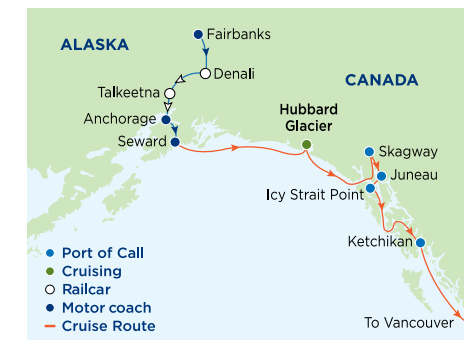 Fairbanks
ALASKA
Denali
CANADA
Talkeetna
Hubbard
Glacier
Anchorage
Seward
Skagway
Juneau
Icy Strait Point
Ketchikan
Port of Call
Cruising
Railcar
Motor coach
Cruise Route
To Vancouver